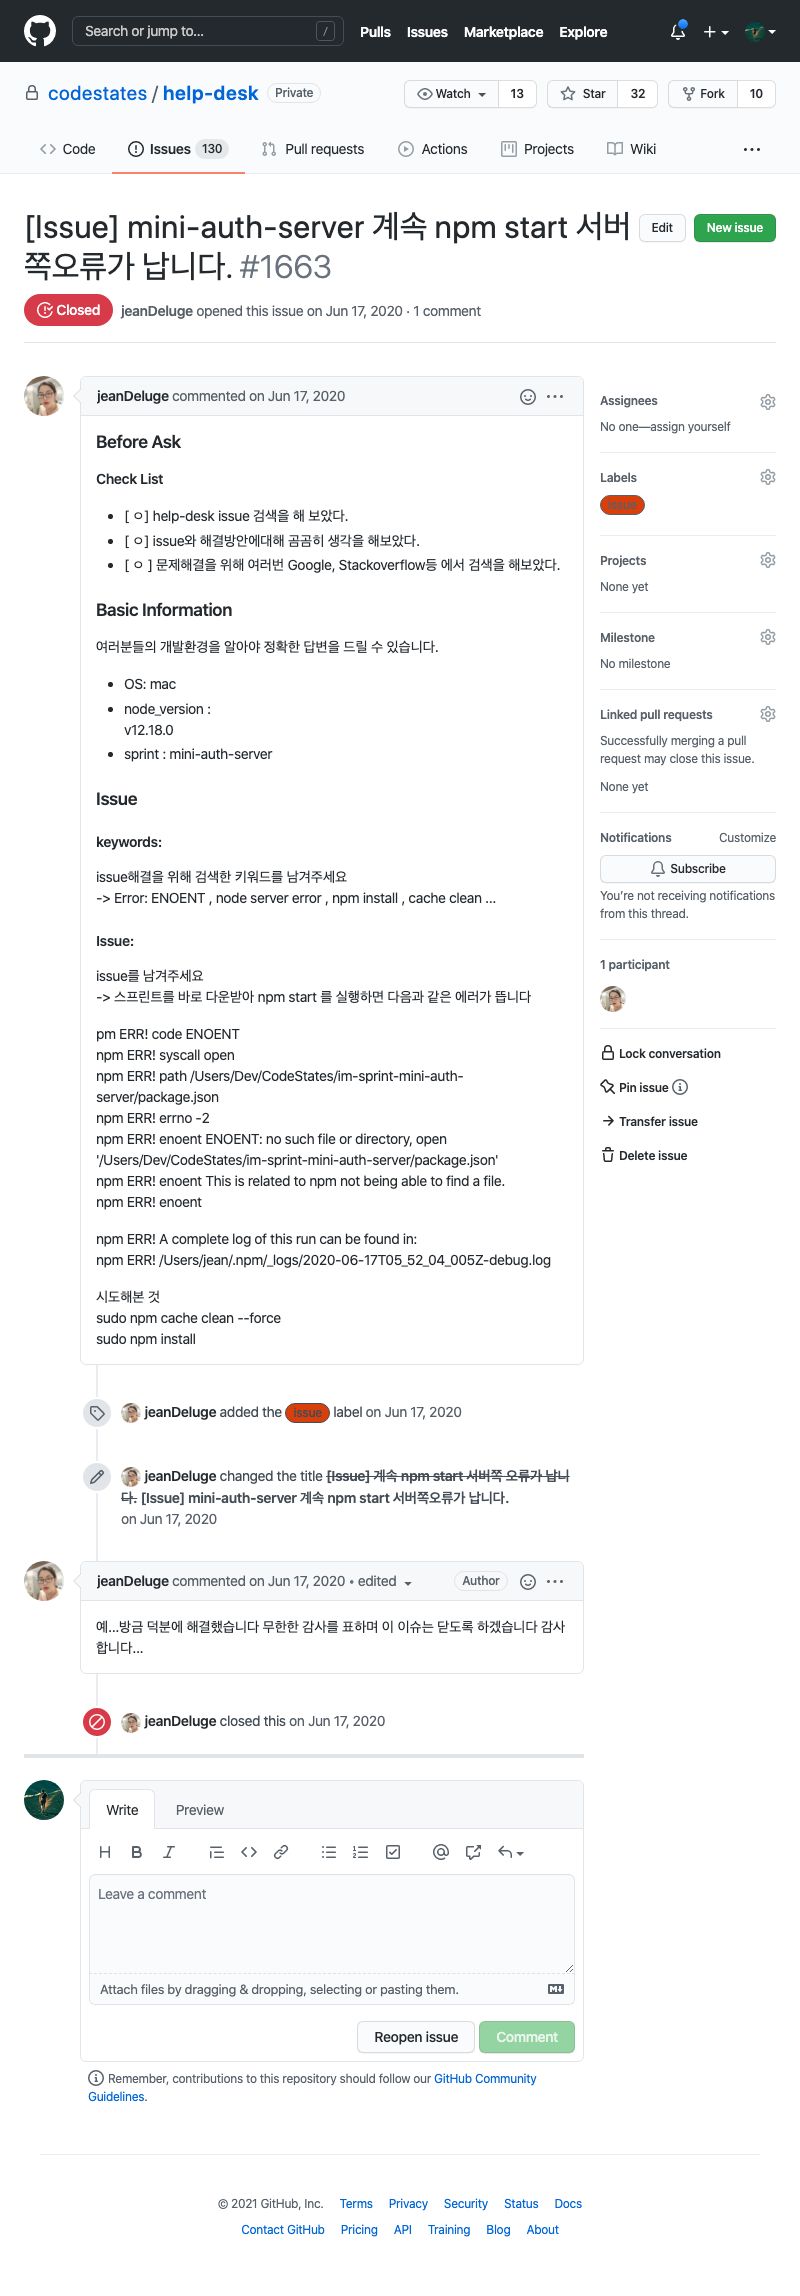 Search or jump to... /
Pulls Issues Marketplace Explore
codestates / help-desk Private
Watch 13 Star 32 Fork 10
Code Issues 130 Pull requests Actions Projects Wiki
[Issue] mini-auth-server 계속 npm start 서버
쪽오류가 납니다. #1663
Edit New issue
Closed jeanDeluge opened this issue on Jun 17, 2020 · 1 comment
jeanDeluge commented on Jun 17, 2020
Before Ask
Check List
[ ㅇ] help-desk issue 검색을 해 보았다.
[ ㅇ] issue와 해결방안에대해 곰곰히 생각을 해보았다.
[ ㅇ ] 문제해결을 위해 여러번 Google, Stackoverflow등 에서 검색을 해보았다.
Basic Information
여러분들의 개발환경을 알아야 정확한 답변을 드릴 수 있습니다.
OS: mac
node_version :
v12.18.0
sprint : mini-auth-server
Issue
keywords:
issue해결을 위해 검색한 키워드를 남겨주세요
-> Error: ENOENT , node server error , npm install , cache clean ...
Issue:
issue를 남겨주세요
-> 스프린트를 바로 다운받아 npm start 를 실행하면 다음과 같은 에러가 뜹니다
pm ERR! code ENOENT
npm ERR! syscall open
npm ERR! path /Users/Dev/CodeStates/im-sprint-mini-auth-
server/package.json
npm ERR! errno -2
npm ERR! enoent ENOENT: no such file or directory, open
'/Users/Dev/CodeStates/im-sprint-mini-auth-server/package.json'
npm ERR! enoent This is related to npm not being able to find a file.
npm ERR! enoent
npm ERR! A complete log of this run can be found in:
npm ERR! /Users/jean/.npm/_logs/2020-06-17T05_52_04_005Z-debug.log
시도해본 것
sudo npm cache clean --force
sudo npm install
Assignees
No one—assign yourself
Labels
issue
Projects
None yet
Milestone
No milestone
Linked pull requests
Successfully merging a pull
request may close this issue.
None yet
Notifications Customize
Subscribe
You're not receiving notifications
from this thread.
1 participant
Lock conversation
Pin issue
Transfer issue
Delete issue
jeanDeluge added the issue label on Jun 17, 2020
jeanDeluge changed the title [Issue] 계속 npm start 서버쪽 오류가 납니
다. [Issue] mini-auth-server 계속 npm start 서버쪽오류가 납니다.
on Jun 17, 2020
jeanDeluge commented on Jun 17, 2020 • edited Author
예...방금 덕분에 해결했습니다 무한한 감사를 표하며 이 이슈는 닫도록 하겠습니다 감사
합니다...
jeanDeluge closed this on Jun 17, 2020
Write Preview
Leave a comment
Attach files by dragging & dropping, selecting or pasting them.
Reopen issue Comment
Remember, contributions to this repository should follow our GitHub Community
Guidelines.
© 2021 GitHub, Inc. Terms Privacy Security Status Docs
Contact GitHub Pricing API Training Blog About